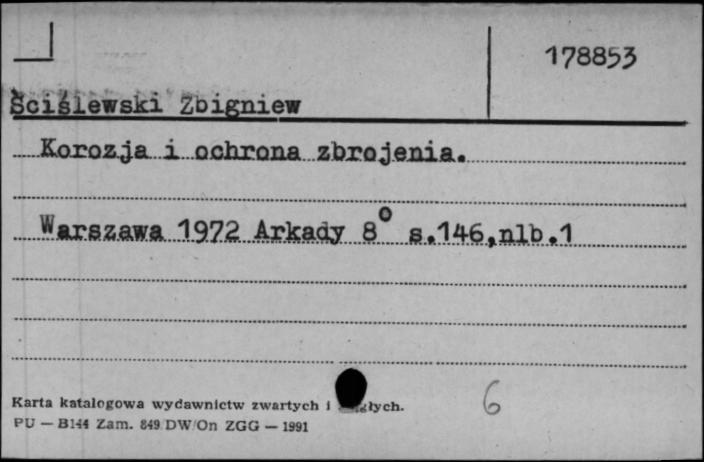 178853
Ściślewski Zbigniew
Korozja i ochrona zbrojenia.
Warszawa 1972 Arkady 8° s.146,nlb.1
Karta katalogowa wydawnictw zwartych i
PU — B144 Zam. 849/DW/On ZGG — 1991
6